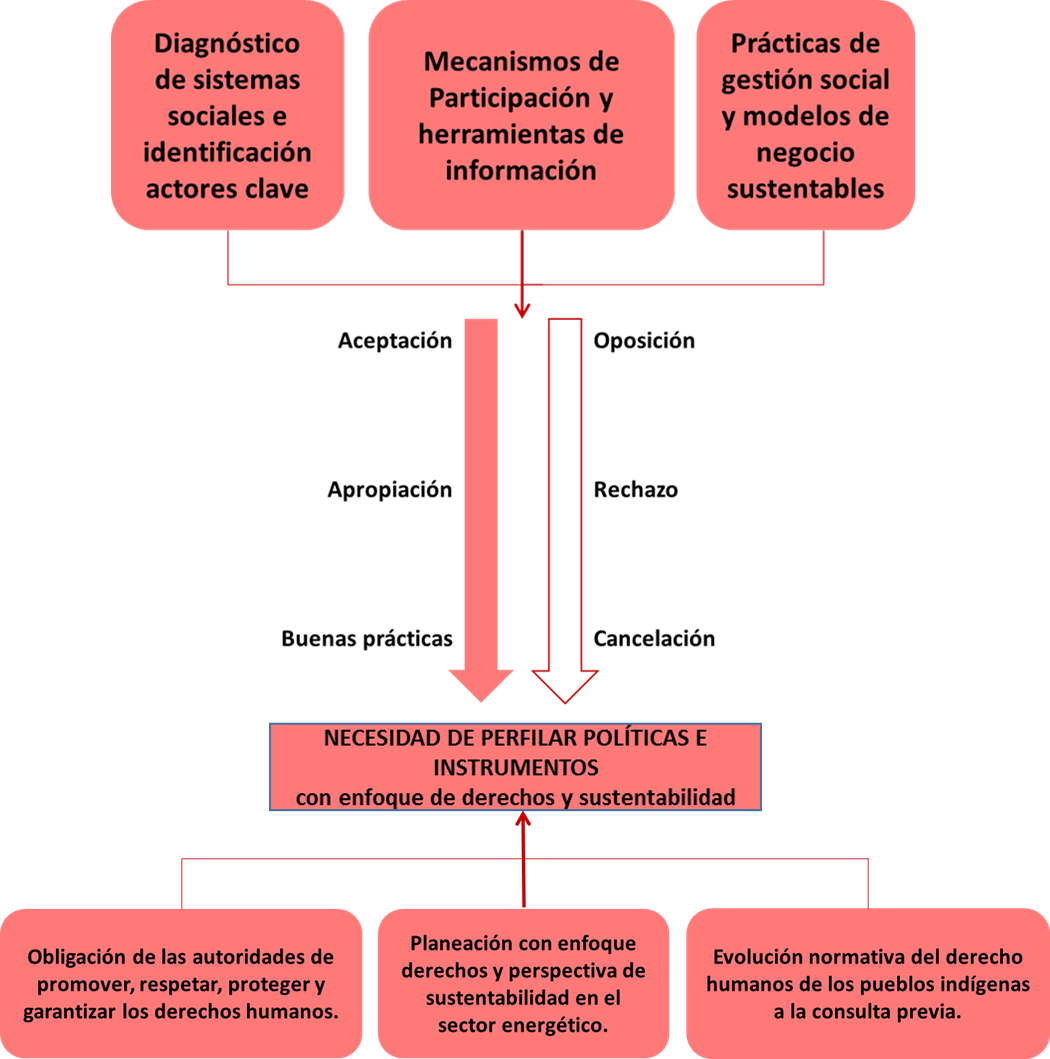 Diagnóstico
de sistemas
sociales e
identificación
actores clave
Mecanismos de
Participación y
herramientas de
información
Prácticas de
gestión social
y modelos de
negocio
sustentables
Aceptación
Oposición
Apropiación
Rechazo
Buenas prácticas
Cancelación
NECESIDAD DE PERFILAR POLÍTICAS E
INSTRUMENTOS
con enfoque de derechos y sustentabilidad
Obligación de las autoridades de
promover, respetar, proteger y
garantizar los derechos humanos.
Planeación con enfoque
derechos y perspectiva de
sustentabilidad en el
sector energético.
Evolución normativa del derecho
humanos de los pueblos indígenas
a la consulta previa.